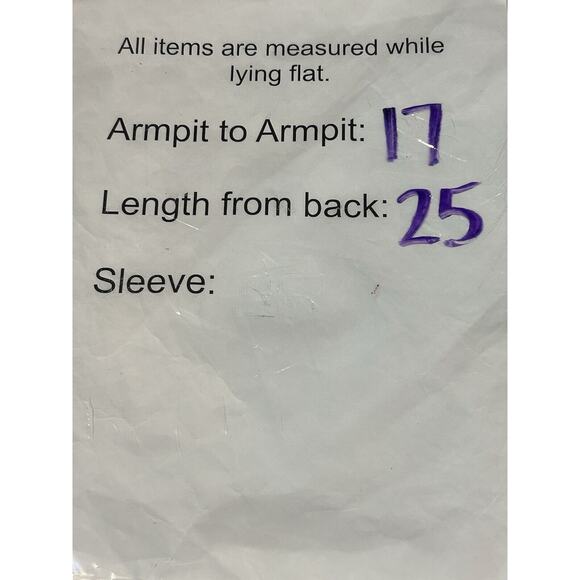 All items are measured while
lying flat.
Armpit to Armpit: 17
Length from back: 25
Sleeve: